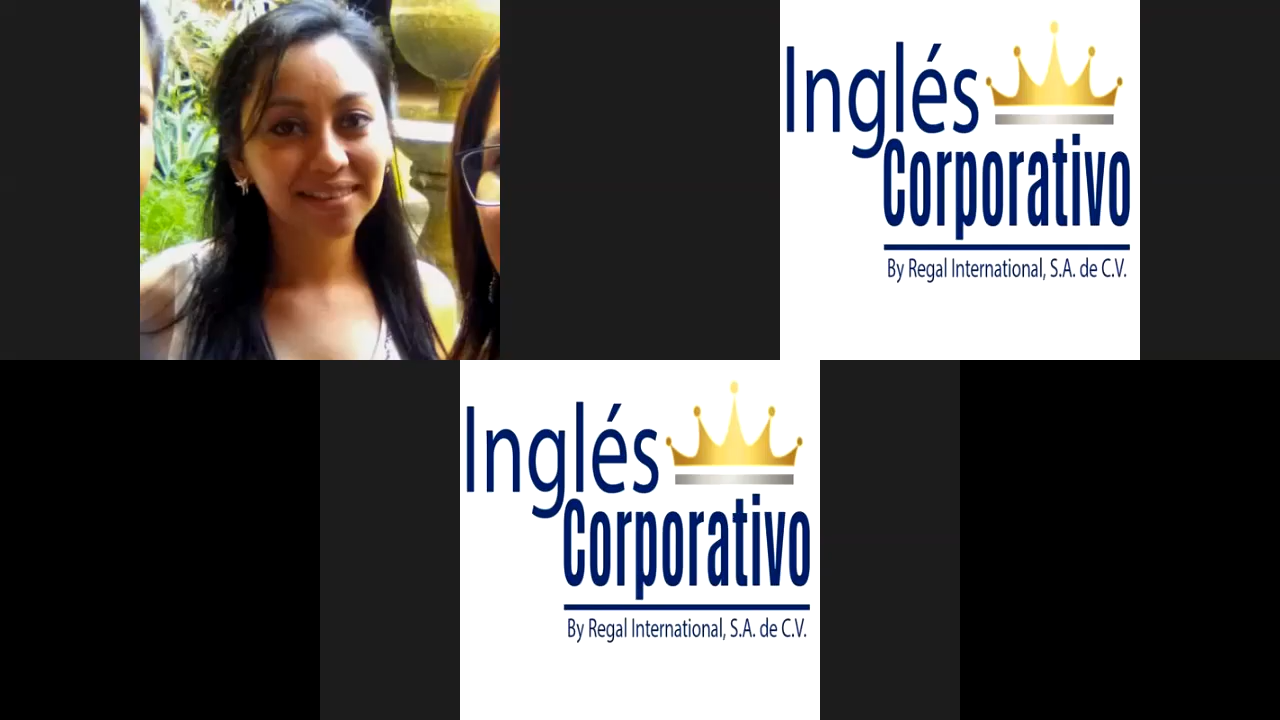 Inglés
Corporativo
By Regal International, S.A. de C.V.
Inglés
Corporativo
By Regal International, S.A. de C.V.